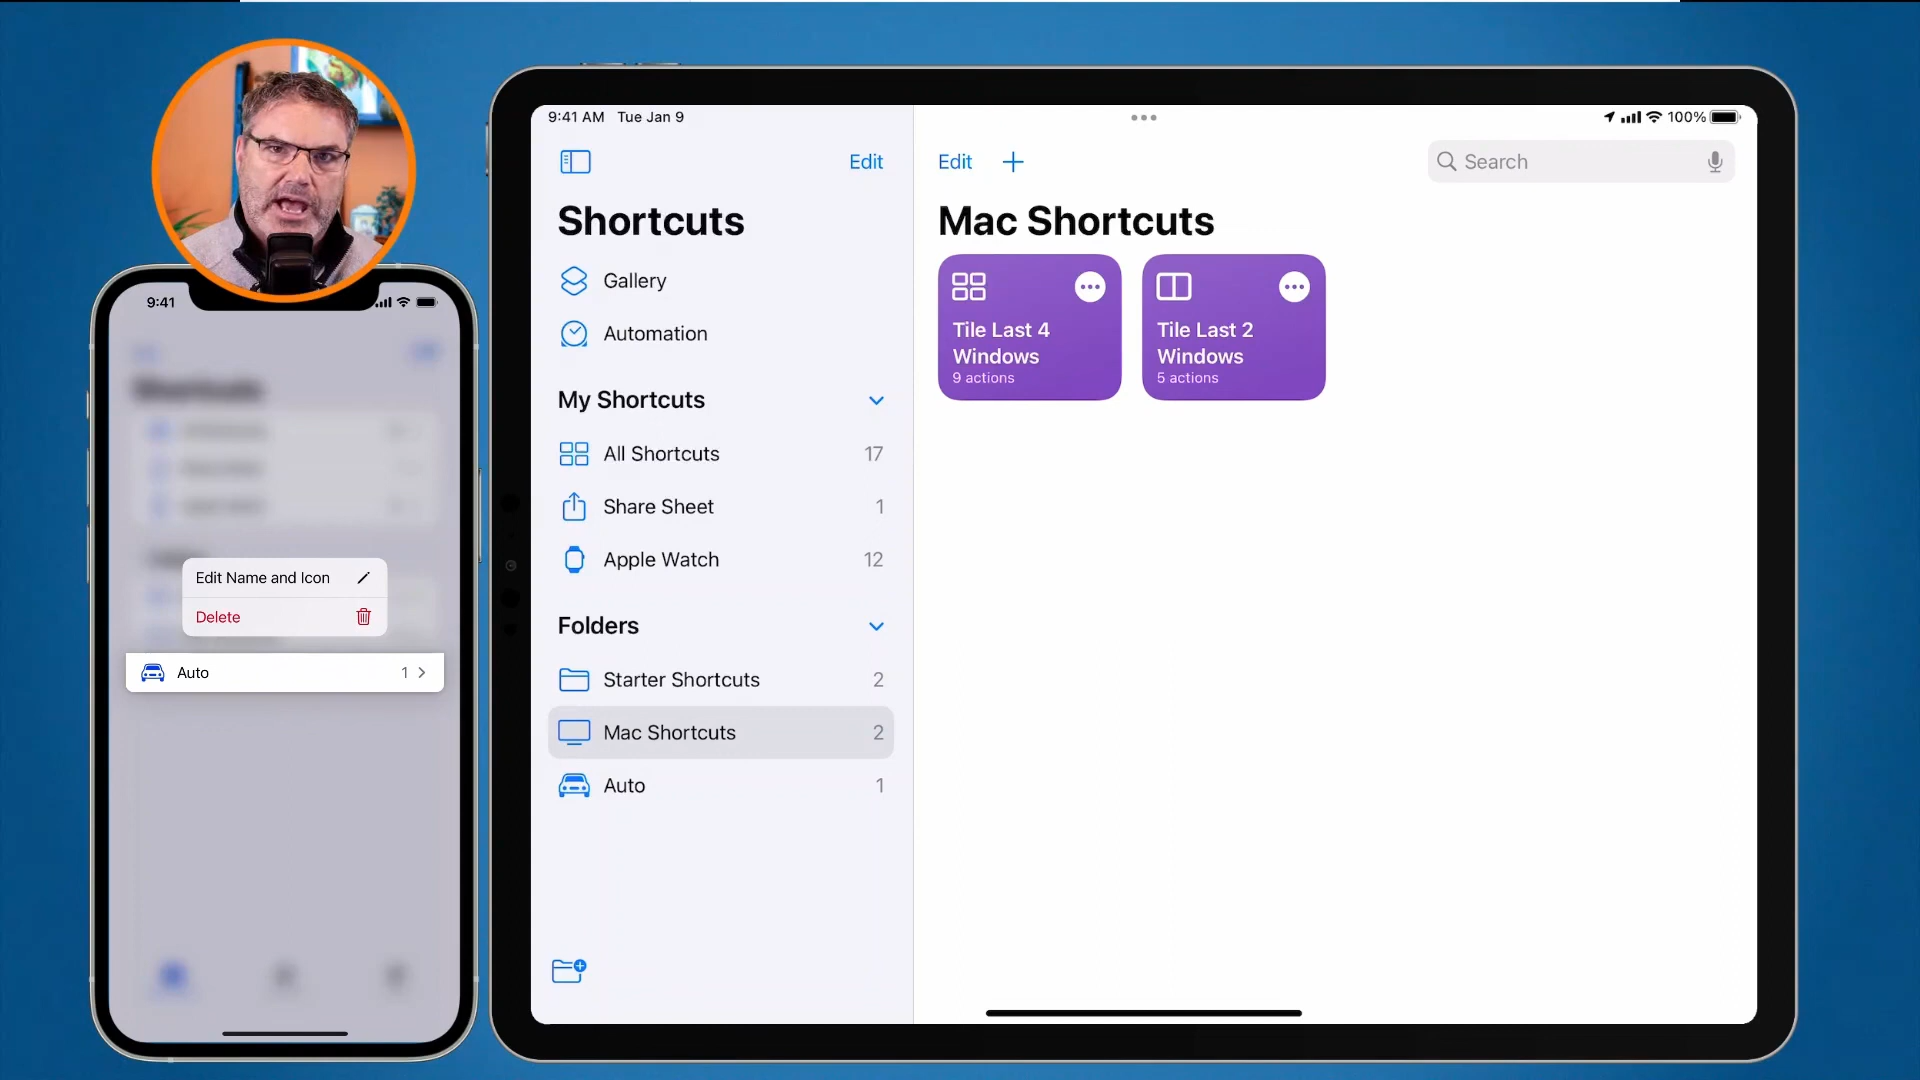 9:41
Edit Name and Icon
Delete
Auto 1
9:41 AM Tue Jan 9
100%
Edit
Shortcuts
Gallery
Automation
My Shortcuts
All Shortcuts 17
Share Sheet 1
Apple Watch 12
Folders
Starter Shortcuts 2
Mac Shortcuts 2
Auto 1
Edit
Search
Mac Shortcuts
Tile Last 4
Windows
9 actions
Tile Last 2
Windows
5 actions